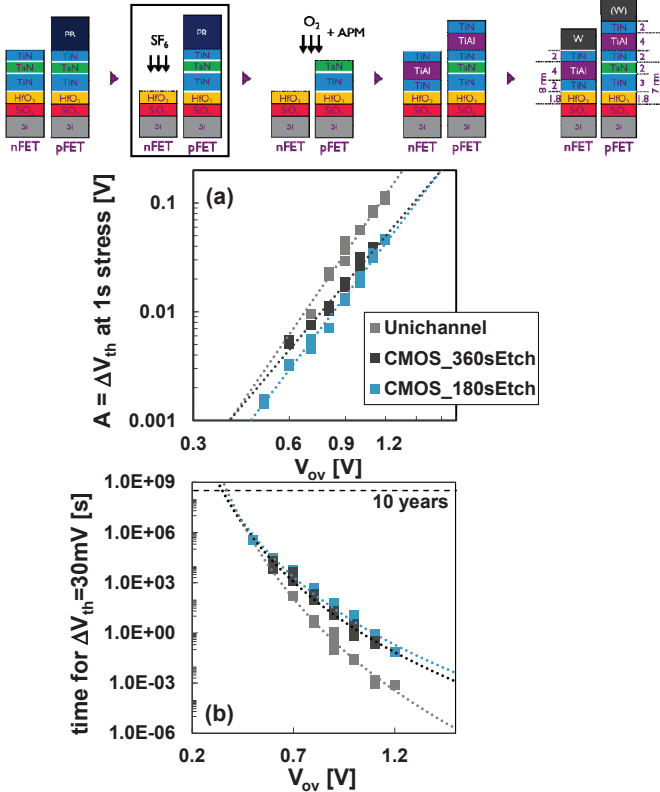 PR
TiN
TaN
TiN
HfO2
SiO2
Si
nFET
TiN
TaN
TiN
HfO2
SiO2
Si
pFET
SF6
HfO2
SiO2
Si
nFET
PR
TiN
TaN
TiN
HfO2
SiO2
Si
pFET
O2
+ APM
HfO2
SiO2
Si
nFET
TaN
TiN
HfO2
SiO2
Si
pFET
TiN
TiAl
TiN
HfO2
SiO2
Si
nFET
TiN
TiAl
TiN
TaN
TiN
HfO2
SiO2
Si
pFET
W
TiN
TiAl
TiN
HfO2
SiO2
Si
nFET
(W)
TiN
TiAl
TiN
TaN
TiN
HfO2
SiO2
Si
pFET
2
4
2
1.8
2
4
2
2
3
1.8
(a)
A = ΔVth at 1s stress [V]
0.1
0.01
0.001
0.3
0.6
0.9
1.2
Vov [V]
Unichannel
CMOS_360sEtch
CMOS_180sEtch
time for ΔVth=30mV [s]
1.0E+09
1.0E+06
1.0E+03
1.0E+00
1.0E-03
1.0E-06
10 years
(b)
0.2
0.7
1.2
Vov [V]